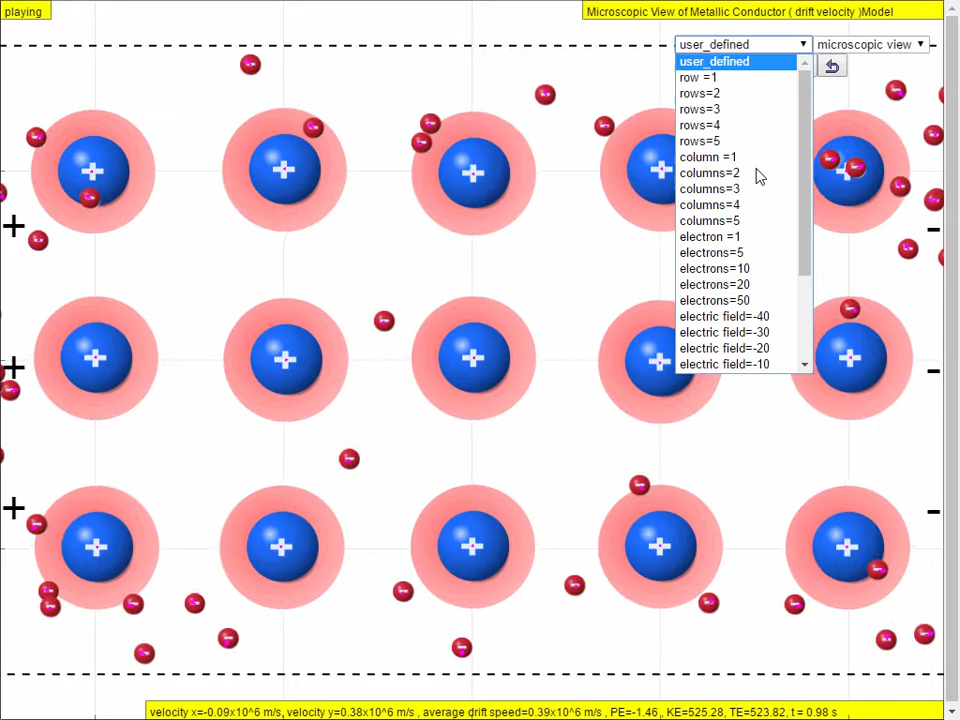 playing
Microscopic View of Metallic Conductor ( drift velocity )Model
user_defined
microscopic view
user_defined
row =1
rows=2
rows=3
rows=4
rows=5
column =1
columns=2
columns=3
columns=4
columns=5
electron =1
electrons=5
electrons=10
electrons=20
electrons=50
electric field=-40
electric field=-30
electric field=-20
electric field=-10
+
-
+
-
+
-
velocity x=-0.09x10^6 m/s, velocity y=0.38x10^6 m/s , average drift speed=0.39x10^6 m/s, PE=-1.46 , KE=525.28, TE=523.82, t = 0.98 s